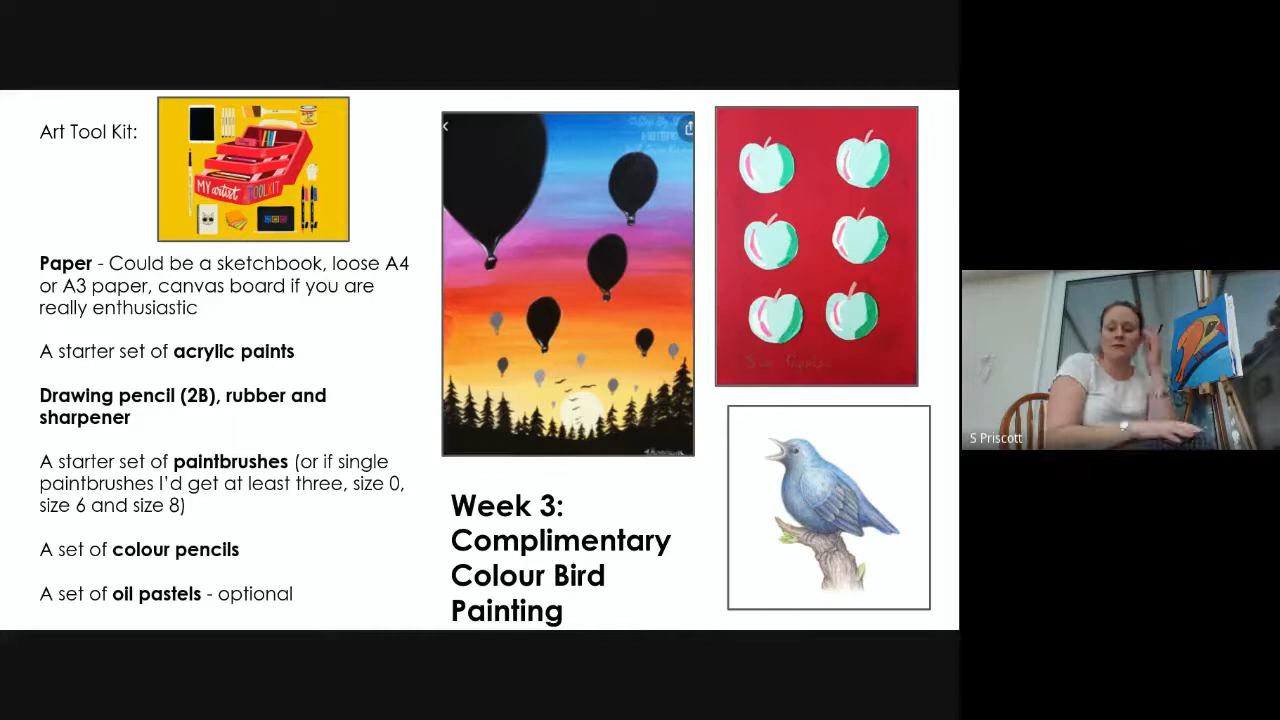 Art Tool Kit:
MY artist TOOLKIT
Paper - Could be a sketchbook, loose A4
or A3 paper, canvas board if you are
really enthusiastic
A starter set of acrylic paints
Drawing pencil (2B), rubber and
sharpener
A starter set of paintbrushes (or if single
paintbrushes I'd get at least three, size 0,
size 6 and size 8)
A set of colour pencils
A set of oil pastels - optional
Week 3:
Complimentary
Colour Bird
Painting
S Priscott